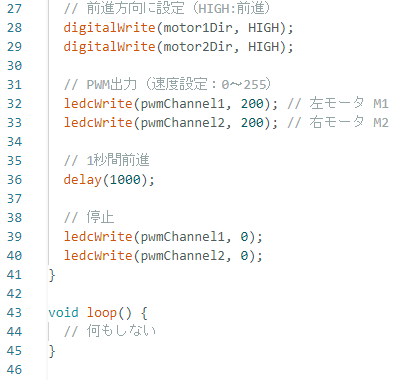 27 // 前進方向に設定（HIGH:前進）
28 digitalWrite(motor1Dir, HIGH);
29 digitalWrite(motor2Dir, HIGH);
30
31 // PWM出力（速度設定：0～255）
32 ledcWrite(pwmChannel1, 200); // 左モータ M1
33 ledcWrite(pwmChannel2, 200); // 右モータ M2
34
35 // 1秒間前進
36 delay(1000);
37
38 // 停止
39 ledcWrite(pwmChannel1, 0);
40 ledcWrite(pwmChannel2, 0);
41 }
42
43 void loop() {
44 // 何もしない
45 }
46